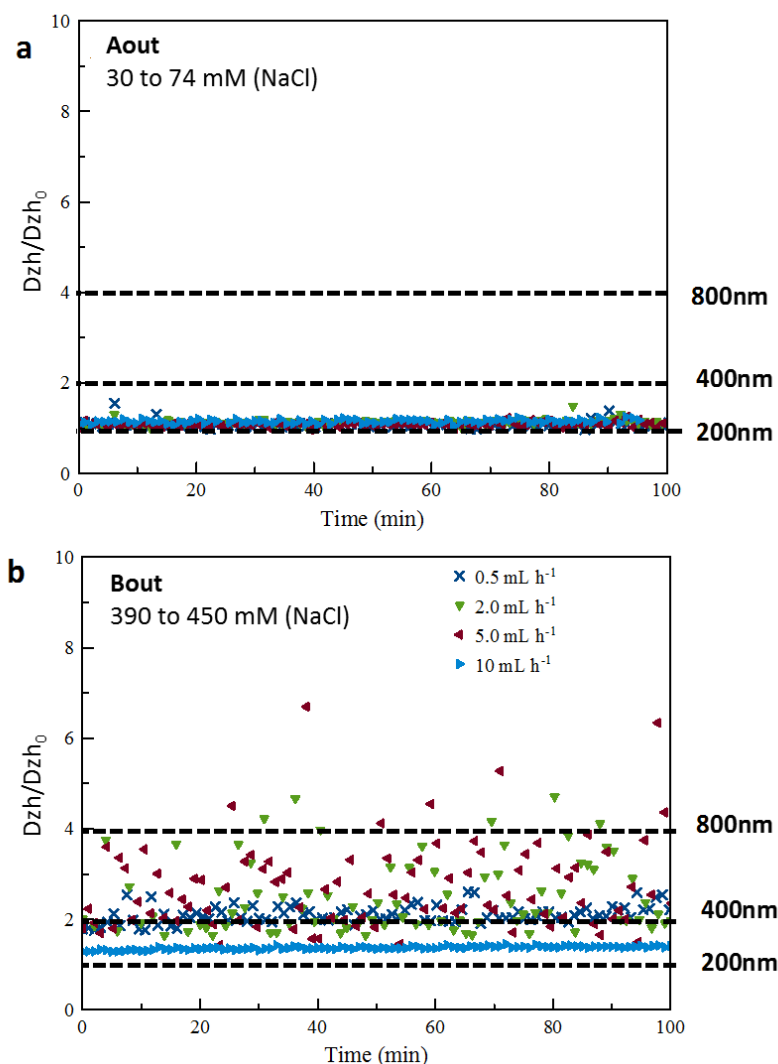 a
Aout
30 to 74 mM (NaCl)
10
8
6
4
2
0
Dzh/Dzh₀
800nm
400nm
200nm
0 20 40 60 80 100
Time (min)
b
Bout
390 to 450 mM (NaCl)
0.5 mL h⁻¹
2.0 mL h⁻¹
5.0 mL h⁻¹
10 mL h⁻¹
10
8
6
4
2
0
Dzh/Dzh₀
800nm
400nm
200nm
0 20 40 60 80 100
Time (min)